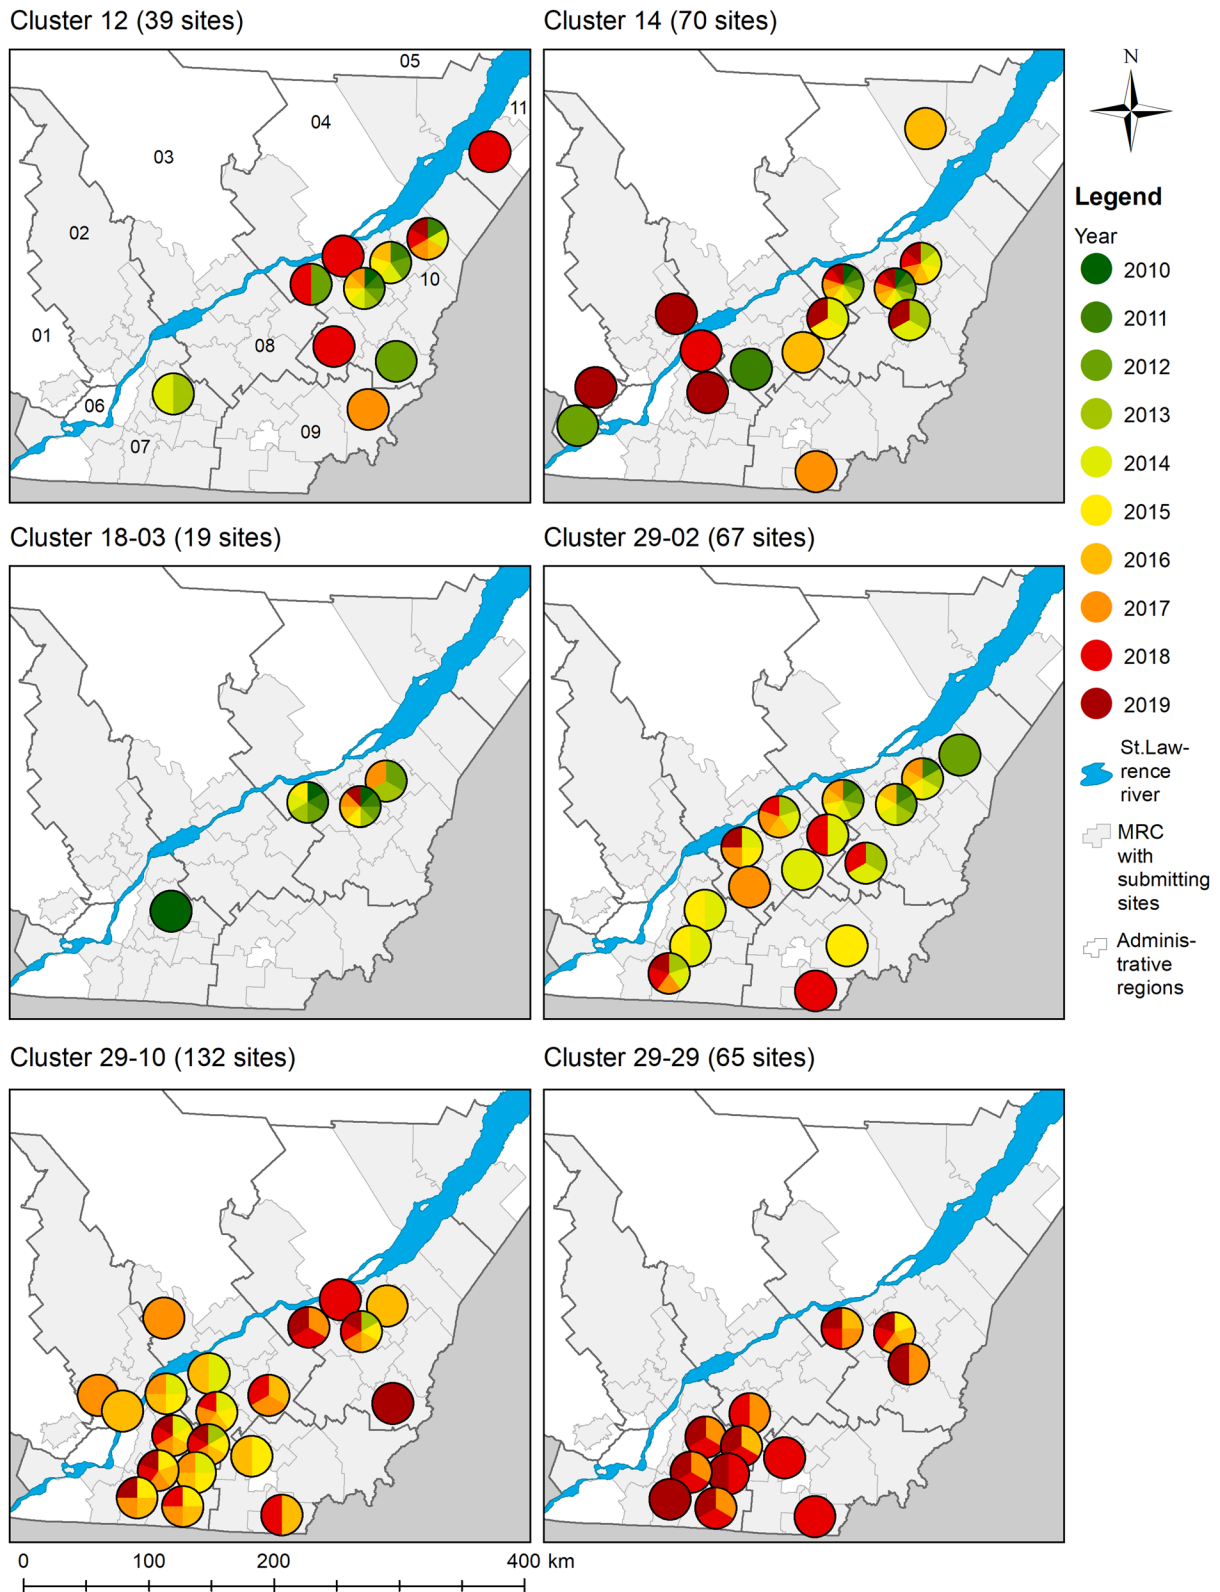 Cluster 12 (39 sites)
Cluster 14 (70 sites)
05
11
04
03
02
10
01
08
06
07
09
N
Legend
Year
2010
2011
2012
2013
2014
2015
2016
2017
2018
2019
St.Law-
rence
river
MRC
with
submitting
sites
Adminis-
trative
regions
Cluster 18-03 (19 sites)
Cluster 29-02 (67 sites)
Cluster 29-10 (132 sites)
Cluster 29-29 (65 sites)
0 100 200 400 km